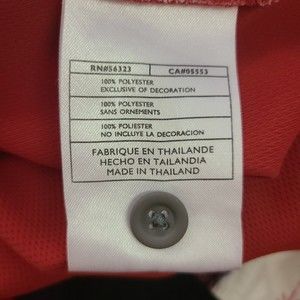 RN#56323 CA#05553
100% POLYESTER
EXCLUSIVE OF DECORATION
100% POLYESTER
SANS ORNEMENTS
100% POLIESTER
NO INCLUYE LA DECORACION
FABRIQUE EN THAILANDE
HECHO EN TAILANDIA
MADE IN THAILAND